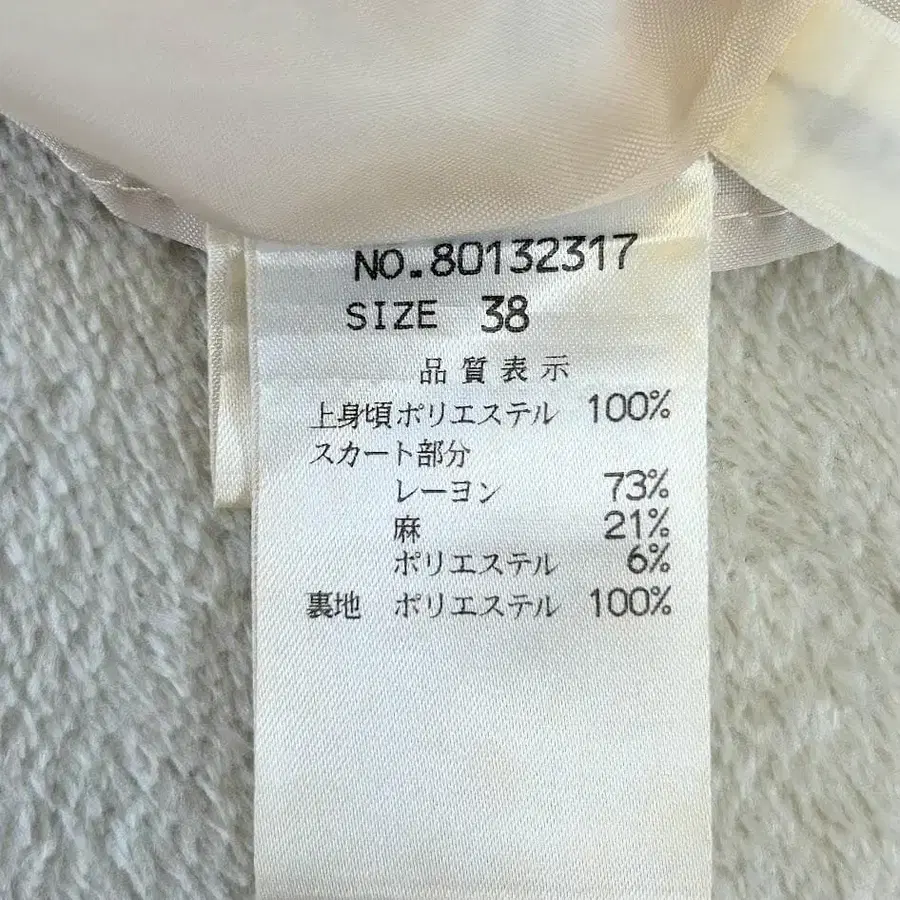 NO.80132317
SIZE 38
品質表示
上身頃ポリエステル 100%
スカート部分
レーヨン 73%
麻 21%
ポリエステル 6%
裏地 ポリエステル 100%